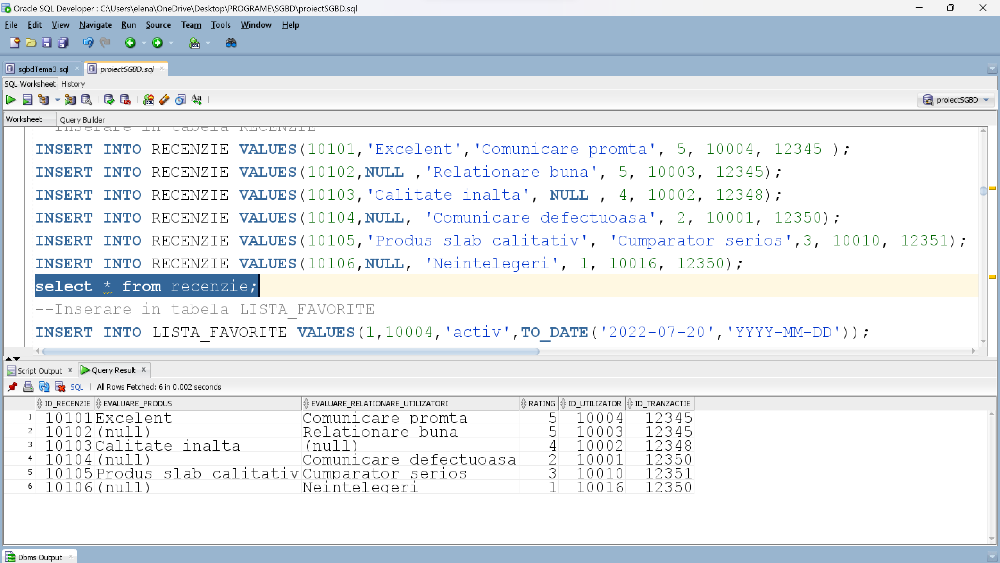 Oracle SQL Developer : C:\Users\elena\OneDrive\Desktop\PROGRAME\SGBD\proiectSGBD.sql
File Edit View Navigate Run Source Team Tools Window Help
sgbdTema3.sql proiectSGBD.sql
SQL Worksheet History
proiectSGBD
Worksheet Query Builder
Inserare in tabela RECENZIE
INSERT INTO RECENZIE VALUES(10101,'Excelent','Comunicare promta', 5, 10004, 12345 );
INSERT INTO RECENZIE VALUES(10102,NULL ,'Relationare buna', 5, 10003, 12345);
INSERT INTO RECENZIE VALUES(10103,'Calitate inalta', NULL , 4, 10002, 12348);
INSERT INTO RECENZIE VALUES(10104,NULL, 'Comunicare defectuoasa', 2, 10001, 12350);
INSERT INTO RECENZIE VALUES(10105,'Produs slab calitativ', 'Cumparator serios',3, 10010, 12351);
INSERT INTO RECENZIE VALUES(10106,NULL, 'Neintelegeri', 1, 10016, 12350);
select * from recenzie;
--Inserare in tabela LISTA_FAVORITE
INSERT INTO LISTA_FAVORITE VALUES(1,10004,'activ',TO_DATE('2022-07-20','YYYY-MM-DD'));
Script Output Query Result
SQL | All Rows Fetched: 6 in 0.002 seconds
ID_RECENZIE EVALUARE_PRODUS EVALUARE_RELATIONARE_UTILIZATORI RATING ID_UTILIZATOR ID_TRANZACTIE
1 10101 Excelent Comunicare promta 5 10004 12345
2 10102 (null) Relationare buna 5 10003 12345
3 10103 Calitate inalta (null) 4 10002 12348
4 10104 (null) Comunicare defectuoasa 2 10001 12350
5 10105 Produs slab calitativ Cumparator serios 3 10010 12351
6 10106 (null) Neintelegeri 1 10016 12350
Dbms Output